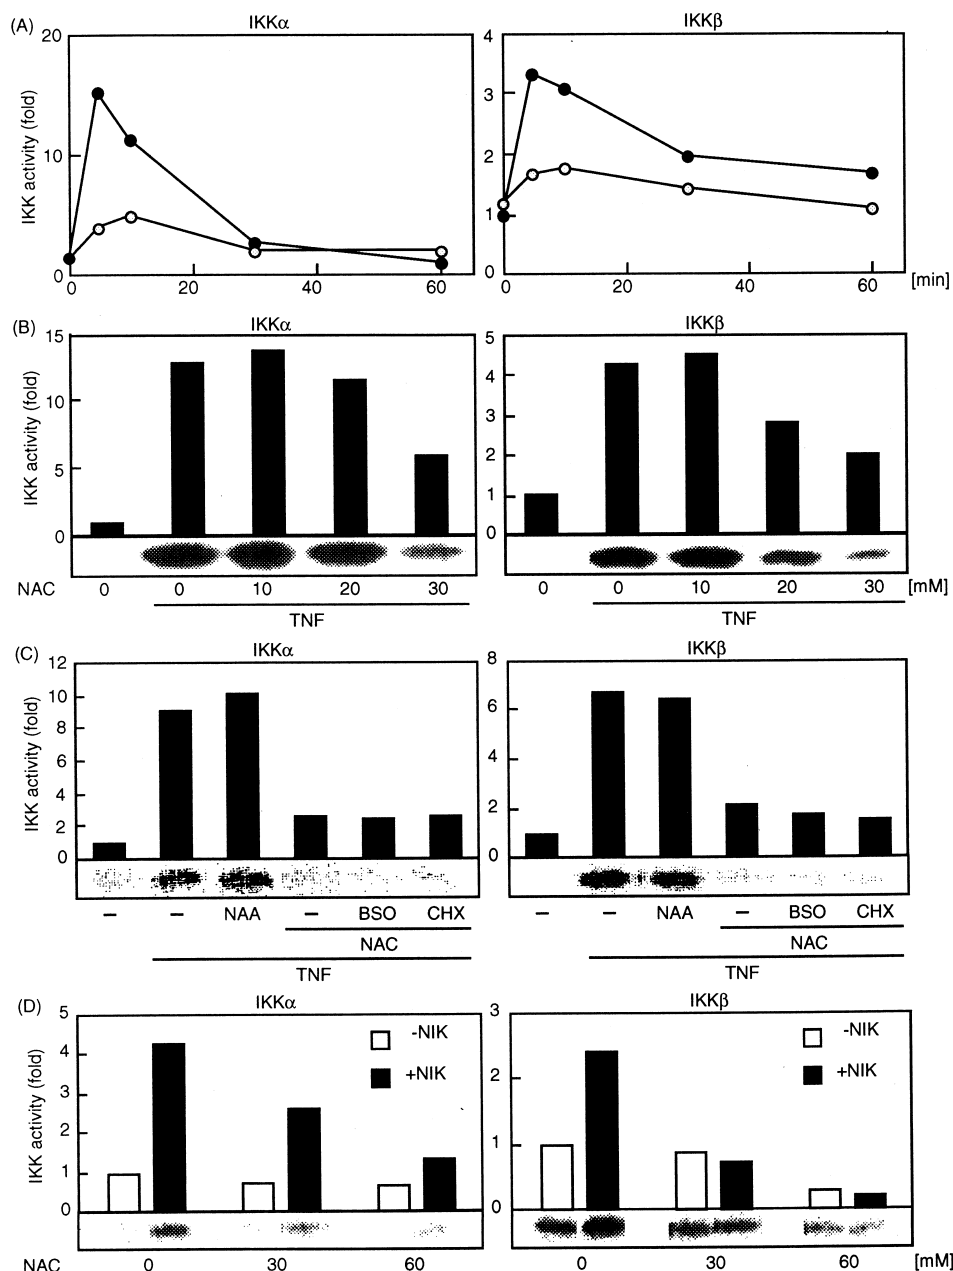 (A)
IKKα
IKKβ
IKK activity (fold)
20
10
0
0 20 40 60
4
3
2
1
0
0 20 40 60 [min]
(B)
IKKα
IKKβ
IKK activity (fold)
15
10
5
0
5
4
3
2
1
0
NAC 0 0 10 20 30
0 0 10 20 30 [mM]
TNF
TNF
(C)
IKKα
IKKβ
IKK activity (fold)
12
10
8
6
4
2
0
8
6
4
2
0
– – NAA – BSO CHX
– – NAA – BSO CHX
NAC
NAC
TNF
TNF
(D)
IKKα
IKKβ
IKK activity (fold)
5
4
3
2
1
0
-NIK
+NIK
3
2
1
0
-NIK
+NIK
NAC 0 30 60
0 30 60 [mM]